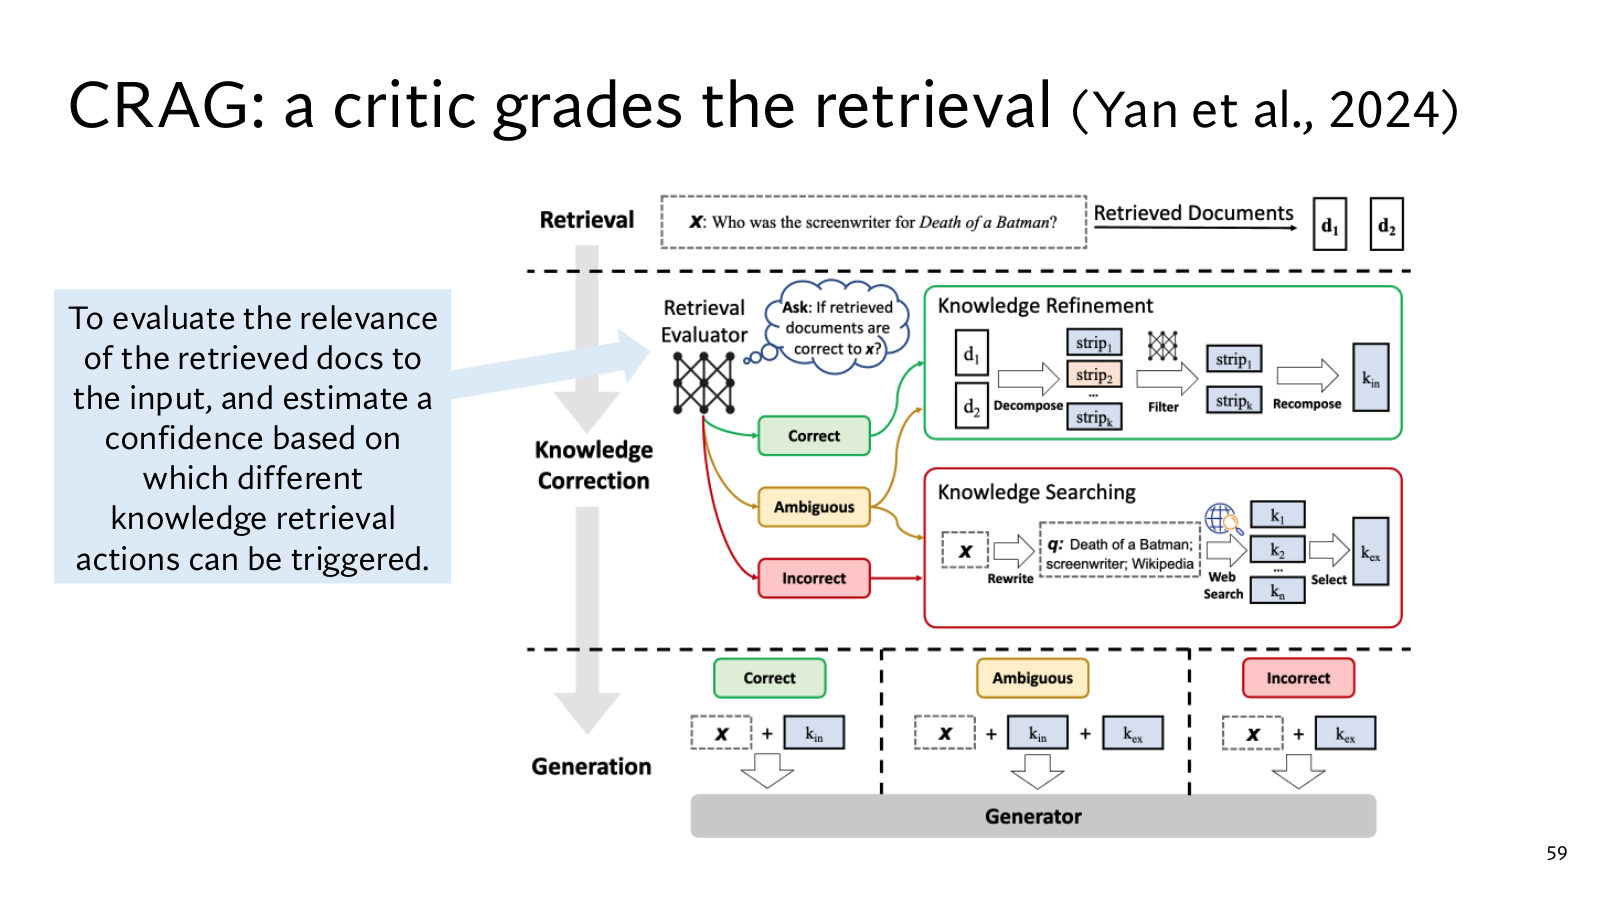 CRAG: a critic grades the retrieval (Yan et al., 2024)
To evaluate the relevance
of the retrieved docs to
the input, and estimate a
confidence based on
which different
knowledge retrieval
actions can be triggered.
Retrieval
x: Who was the screenwriter for Death of a Batman?
Retrieved Documents
d1
d2
Retrieval
Evaluator
Ask: If retrieved
documents are
correct to x?
Knowledge
Correction
Correct
Ambiguous
Incorrect
Knowledge Refinement
d1
d2
Decompose
strip1
strip2
...
stripk
Filter
strip1
stripk
Recompose
kin
Knowledge Searching
x
Rewrite
q: Death of a Batman;
screenwriter; Wikipedia
Web
Search
k1
k2
...
kn
Select
kex
Generation
Correct
x + kin
Ambiguous
x + kin + kex
Incorrect
x + kex
Generator
59